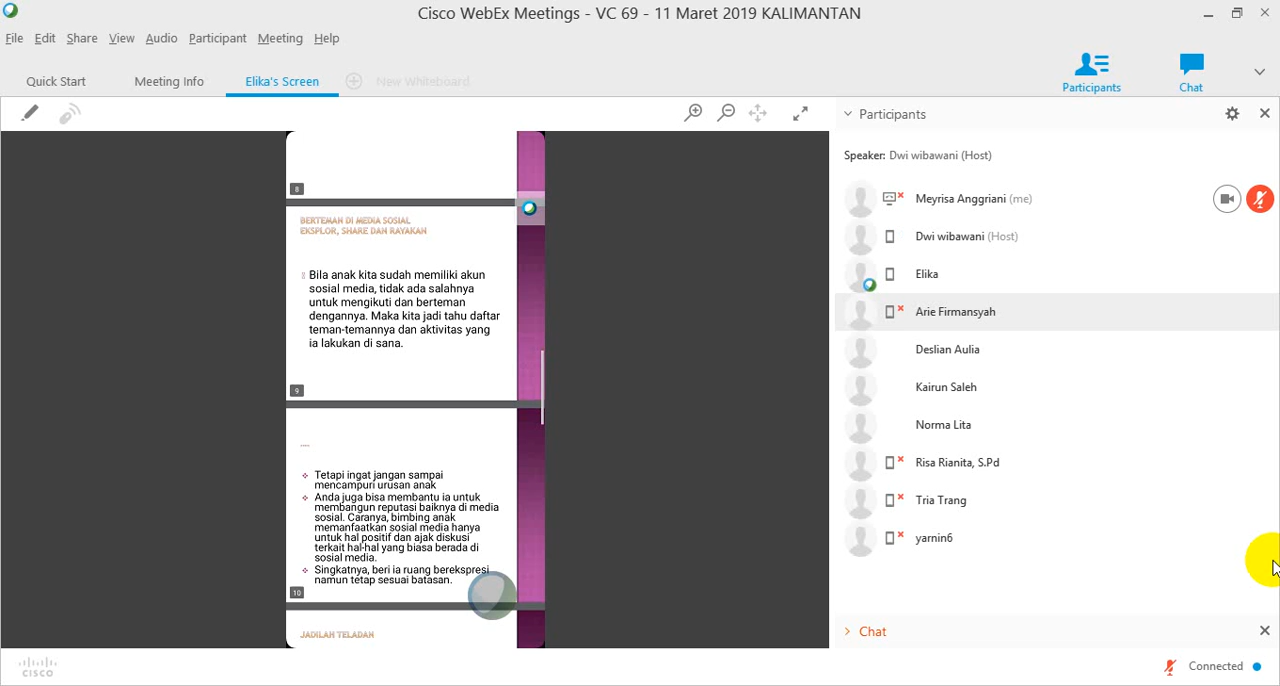 Cisco WebEx Meetings - VC 69 - 11 Maret 2019 KALIMANTAN
File Edit Share View Audio Participant Meeting Help
Quick Start Meeting Info Elika's Screen New Whiteboard
Participants Chat
8
BERTEMAN DI MEDIA SOSIAL
EKSPLOR, SHARE DAN RAYAKAN
Bila anak kita sudah memiliki akun
sosial media, tidak ada salahnya
untuk mengikuti dan berteman
dengannya. Maka kita jadi tahu daftar
teman-temannya dan aktivitas yang
ia lakukan di sana.
9
....
Tetapi ingat jangan sampai
mencampuri urusan anak
Anda juga bisa membantu ia untuk
membangun reputasi baiknya di media
sosial. Caranya, bimbing anak
memanfaatkan sosial media hanya
untuk hal positif dan ajak diskusi
terkait hal-hal yang biasa berada di
sosial media.
Singkatnya, beri ia ruang berekspresi
namun tetap sesuai batasan.
10
JADILAH TELADAN
Participants
Speaker: Dwi wibawani (Host)
Meyrisa Anggriani (me)
Dwi wibawani (Host)
Elika
Arie Firmansyah
Deslian Aulia
Kairun Saleh
Norma Lita
Risa Rianita, S.Pd
Tria Trang
yarnin6
Chat
CISCO
Connected